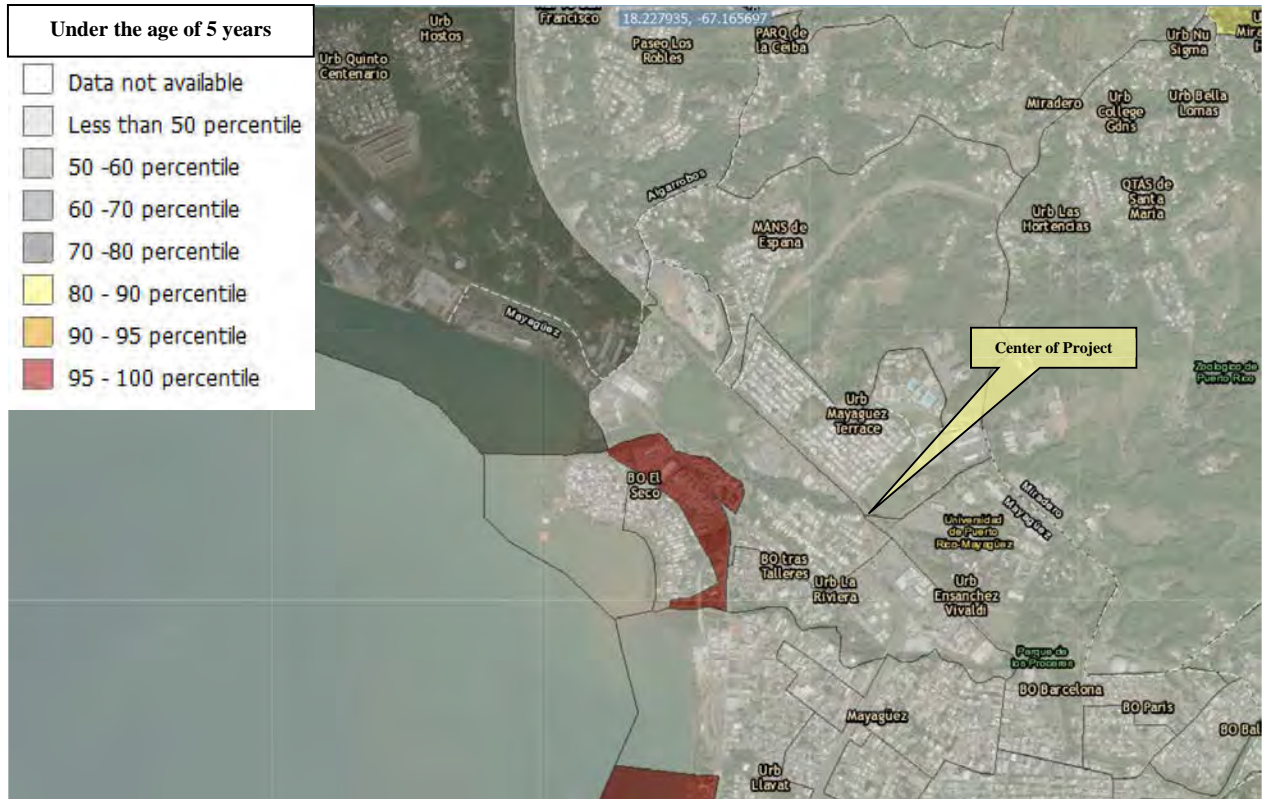 Under the age of 5 years
Data not available
Less than 50 percentile
50 -60 percentile
60 -70 percentile
70 -80 percentile
80 - 90 percentile
90 - 95 percentile
95 - 100 percentile
18.227935, -67.165697
Francisco
Urb
Hostos
Urb Quinto
Centenario
Paseo Los
Robles
PARQ de
la Ceiba
Urb Nu
Sigma
Miradero
Urb
College
Gdns
Urb Bella
Lomas
Algarrobos
QTAS de
Santa
Maria
MANS de
Espana
Urb Las
Hortencias
Mayagüez
Center of Project
Zoologico de
Puerto Rico
Urb
Mayaguez
Terrace
BO El
Seco
Miradero
Mayagüez
Universidad
de Puerto
Rico-Mayagüez
BO tras
Talleres
Urb La
Riviera
Urb
Ensanchez
Vivaldi
Parque de
los Proceres
BO Barcelona
BO Paris
Mayagüez
BO Bal
Urb
Llavat